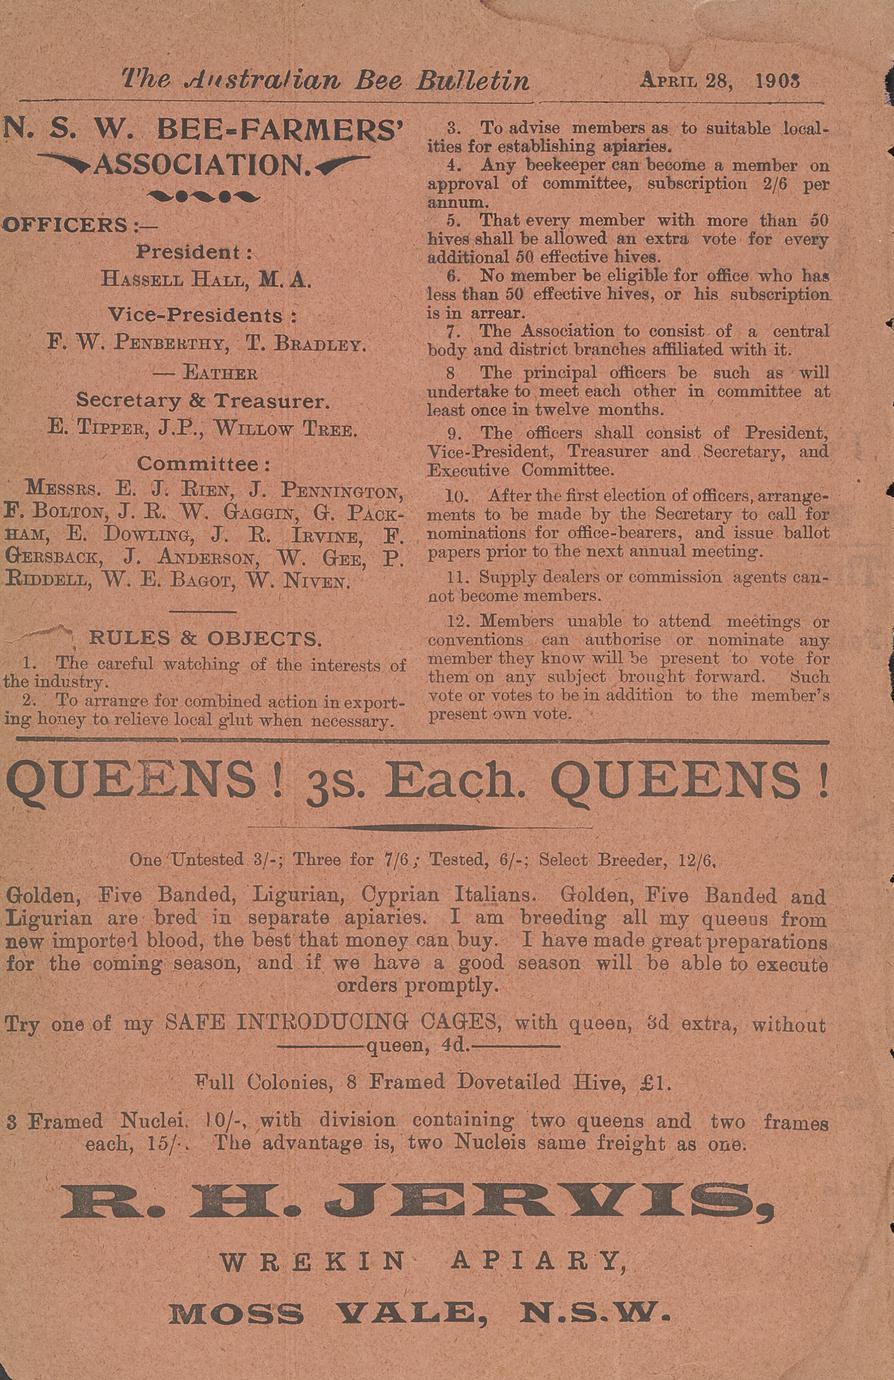 The Australian Bee Bulletin    APRIL 28, 1903
N. S. W. BEE-FARMERS'
ASSOCIATION.
OFFICERS :—
President :
HASSELL HALL, M. A.
Vice-Presidents :
F. W. PENBERTHY, T. BRADLEY.
— EATHER
Secretary & Treasurer.
E. TIPPER, J.P., WILLOW TREE.
Committee :
MESSRS. E. J. RIEN, J. PENNINGTON,
F. BOLTON, J. R. W. GAGGIN, G. PACK-
HAM, E. DOWLING, J. R. IRVINE, F.
GERSBACK, J. ANDERSON, W. GEE, P.
RIDDELL, W. E. BAGOT, W. NIVEN.
RULES & OBJECTS.
1. The careful watching of the interests of
the industry.
2. To arrange for combined action in export-
ing honey to relieve local glut when necessary.
3. To advise members as to suitable local-
ities for establishing apiaries.
4. Any beekeeper can become a member on
approval of committee, subscription 2/6 per
annum.
5. That every member with more than 50
hives shall be allowed an extra vote for every
additional 50 effective hives.
6. No member be eligible for office who has
less than 50 effective hives, or his subscription
is in arrear.
7. The Association to consist of a central
body and district branches affiliated with it.
8 The principal officers be such as will
undertake to meet each other in committee at
least once in twelve months.
9. The officers shall consist of President,
Vice-President, Treasurer and Secretary, and
Executive Committee.
10. After the first election of officers, arrange-
ments to be made by the Secretary to call for
nominations for office-bearers, and issue ballot
papers prior to the next annual meeting.
11. Supply dealers or commission agents can-
not become members.
12. Members unable to attend meetings or
conventions can authorise or nominate any
member they know will be present to vote for
them on any subject brought forward. Such
vote or votes to be in addition to the member's
present own vote.
QUEENS ! 3s. Each. QUEENS !
One Untested 3/-; Three for 7/6; Tested, 6/-; Select Breeder, 12/6.
Golden, Five Banded, Ligurian, Cyprian Italians. Golden, Five Banded and
Ligurian are bred in separate apiaries. I am breeding all my queens from
new imported blood, the best that money can buy. I have made great preparations
for the coming season, and if we have a good season will be able to execute
orders promptly.
Try one of my SAFE INTRODUCING CAGES, with queen, 3d extra, without
queen, 4d.
Full Colonies, 8 Framed Dovetailed Hive, £1.
3 Framed Nuclei. 10/-, with division containing two queens and two frames
each, 15/-. The advantage is, two Nucleis same freight as one.
R. H. JERVIS,
WREKIN APIARY,
MOSS VALE, N.S.W.